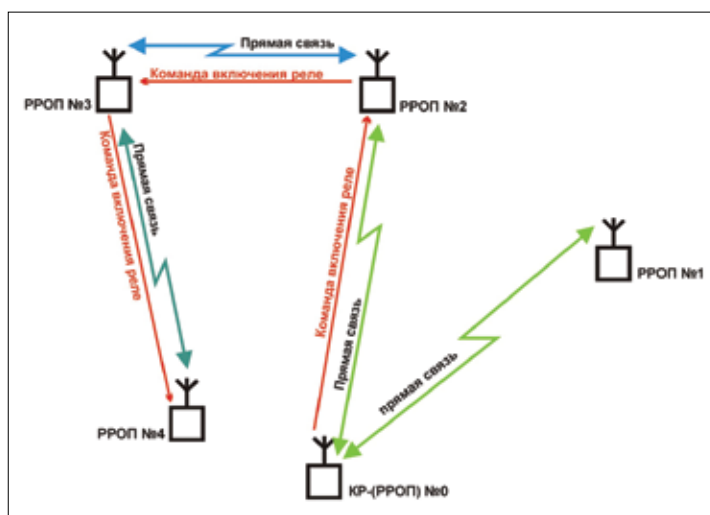 Прямая связь
Команда включения реле
РРОП №3
РРОП №2
Команда включения реле
Прямая связь
Команда включения реле
Прямая связь
РРОП №1
прямая связь
РРОП №4
КР-(РРОП) №0